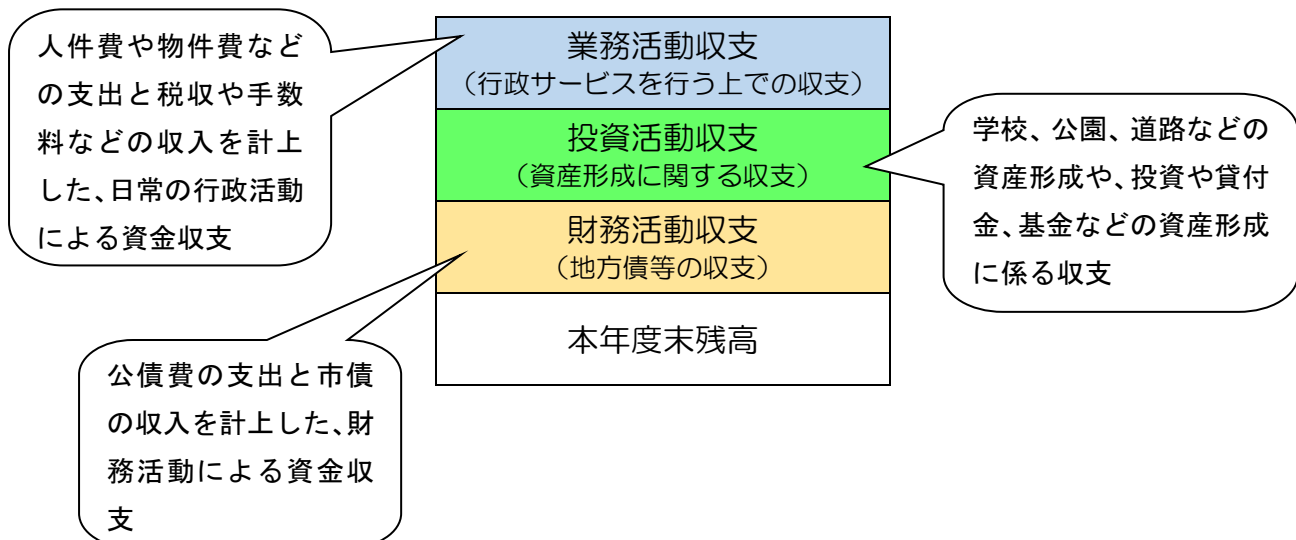 人件費や物件費など
の支出と税収や手数
料などの収入を計上
した、日常の行政活動
による資金収支
業務活動収支
（行政サービスを行う上での収支）
投資活動収支
（資産形成に関する収支）
財務活動収支
（地方債等の収支）
本年度末残高
学校、公園、道路などの
資産形成や、投資や貸付
金、基金などの資産形成
に係る収支
公債費の支出と市債
の収入を計上した、財
務活動による資金収
支